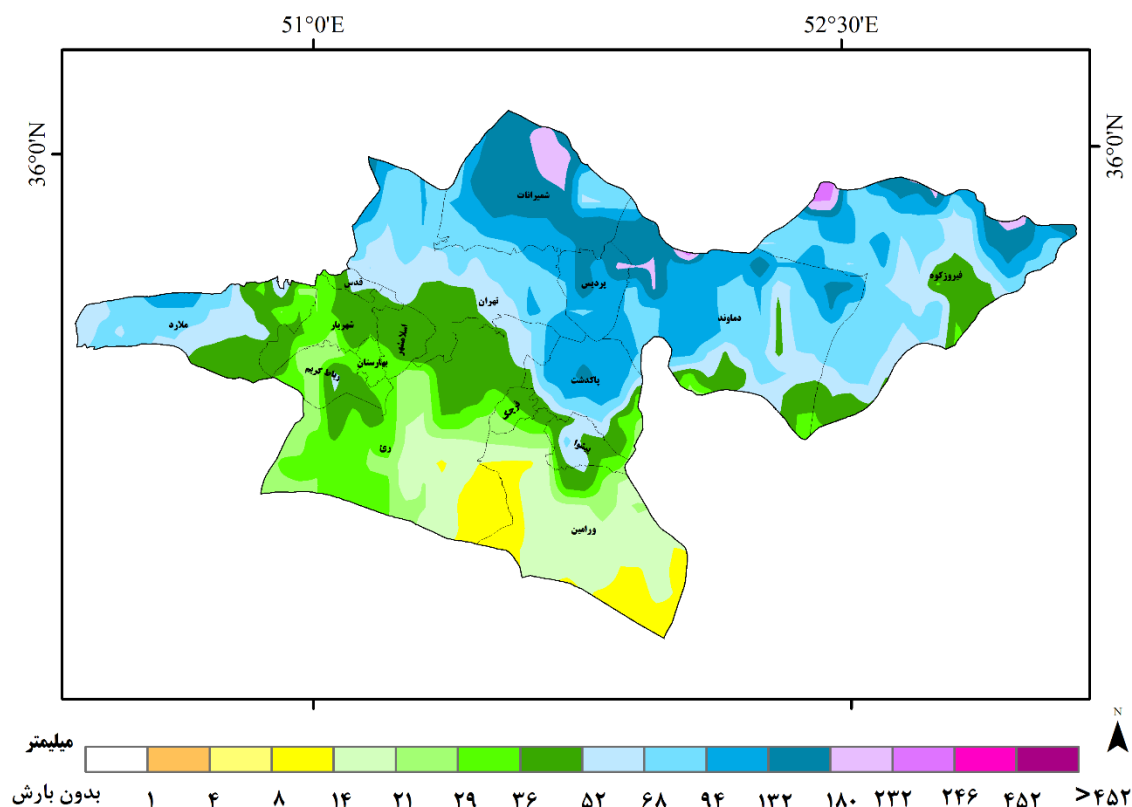 51°0'E 52°30'E
36°0'N 36°0'N
شمیرانات
فیروزکوه
قدس
پردیس
تهران
دماوند
ملارد
شهریار
اسلامشهر
بهارستان
رباط کریم
پاکدشت
قرچک
پیشوا
ری
ورامین
N
میلیمتر
بدون بارش ۱ ۴ ۸ ۱۴ ۲۱ ۲۹ ۳۶ ۵۲ ۶۸ ۹۴ ۱۳۲ ۱۸۰ ۲۳۲ ۲۴۶ ۴۵۲ >۴۵۲